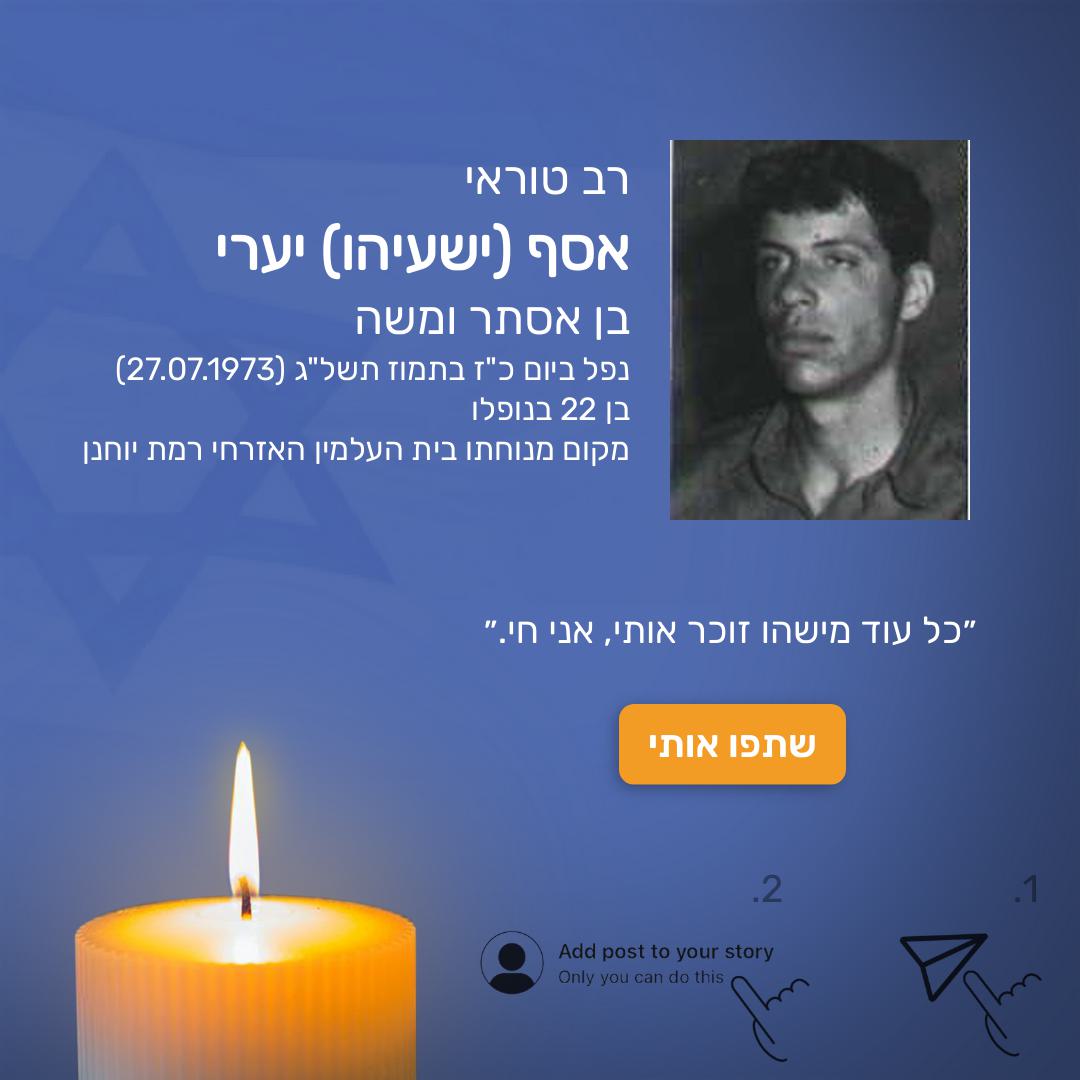 רב טוראי
אסף (ישעיהו) יערי
בן אסתר ומשה
נפל ביום כ"ז בתמוז תשל"ג (27.07.1973)
בן 22 בנופלו
מקום מנוחתו בית העלמין האזרחי רמת יוחנן
״כל עוד מישהו זוכר אותי, אני חי.״
שתפו אותי
1.
2.
Add post to your story
Only you can do this